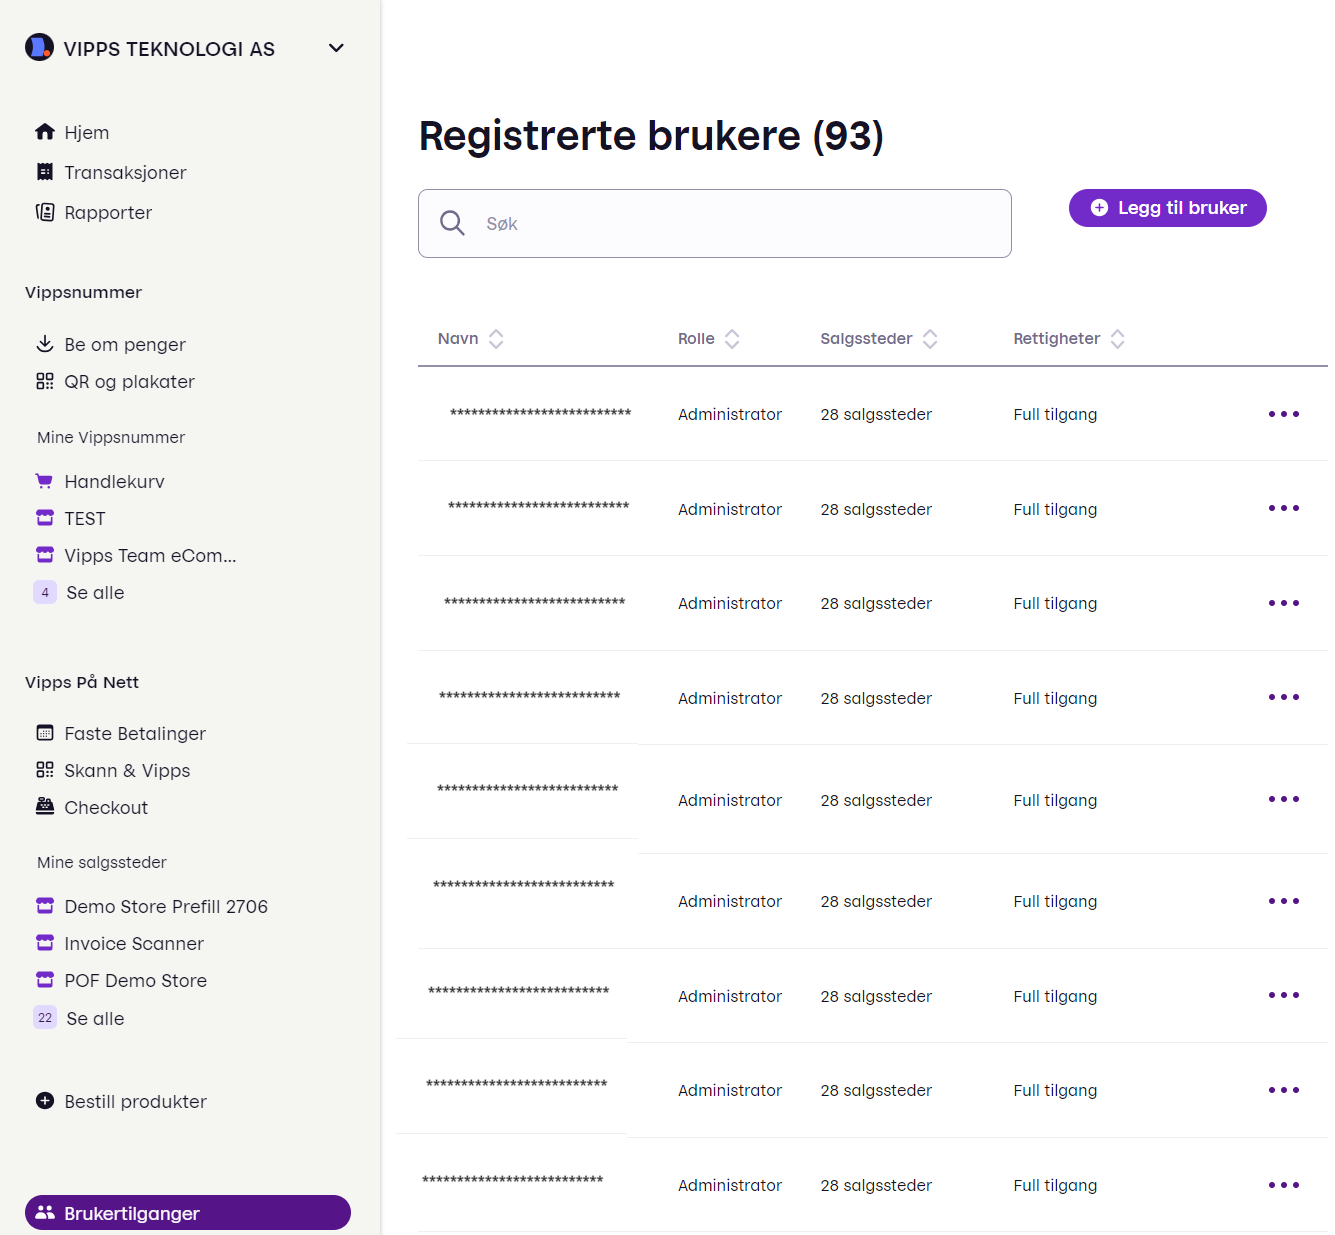 VIPPS TEKNOLOGI AS
Hjem
Transaksjoner
Rapporter
Vippsnummer
Be om penger
QR og plakater
Mine Vippsnummer
Handlekurv
TEST
Vipps Team eCom...
4 Se alle
Vipps På Nett
Faste Betalinger
Skann & Vipps
Checkout
Mine salgssteder
Demo Store Prefill 2706
Invoice Scanner
POF Demo Store
22 Se alle
Bestill produkter
Brukertilganger
Registrerte brukere (93)
Søk
Legg til bruker
Navn Rolle Salgssteder Rettigheter
************************** Administrator 28 salgssteder Full tilgang
************************** Administrator 28 salgssteder Full tilgang
************************** Administrator 28 salgssteder Full tilgang
************************** Administrator 28 salgssteder Full tilgang
************************** Administrator 28 salgssteder Full tilgang
************************** Administrator 28 salgssteder Full tilgang
************************** Administrator 28 salgssteder Full tilgang
************************** Administrator 28 salgssteder Full tilgang
************************** Administrator 28 salgssteder Full tilgang